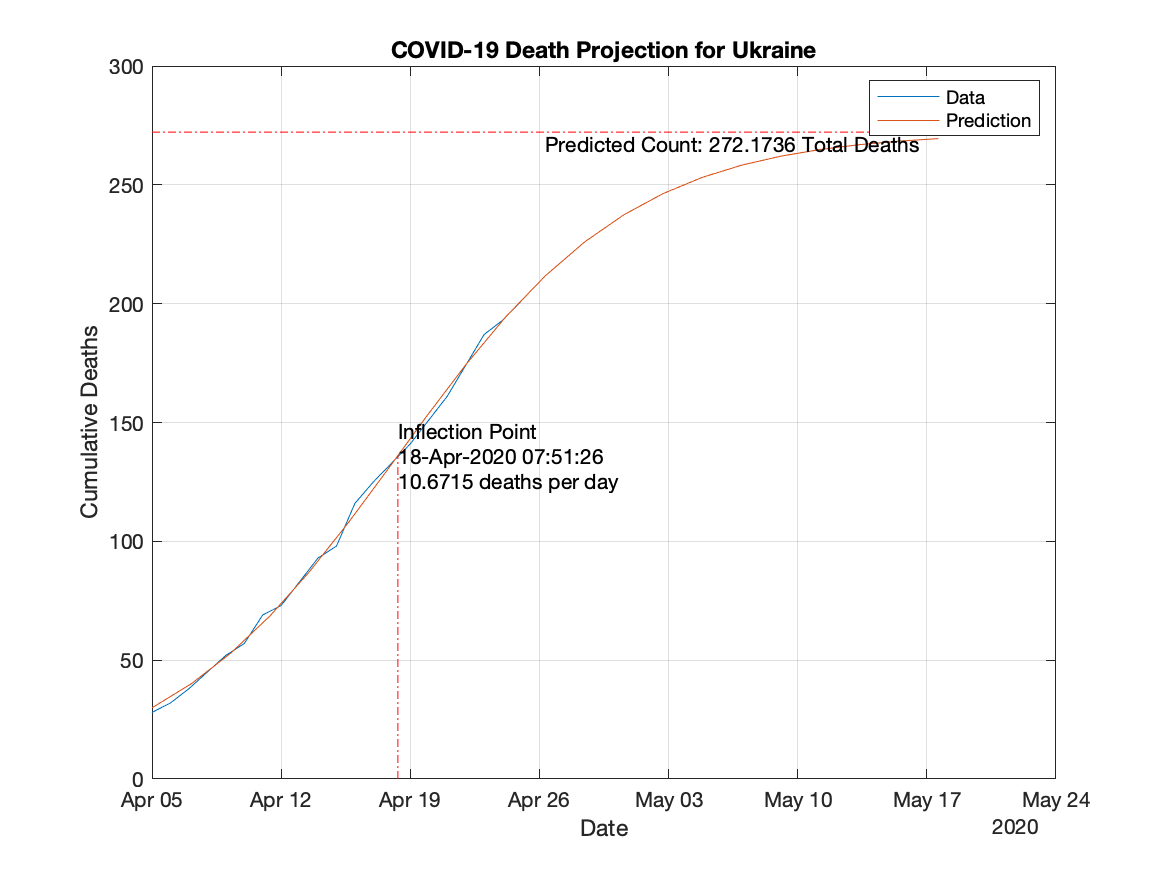 COVID-19 Death Projection for Ukraine
300
250
200
150
100
50
0
Cumulative Deaths
Data
Prediction
Predicted Count: 272.1736 Total Deaths
Inflection Point
18-Apr-2020 07:51:26
10.6715 deaths per day
Apr 05 Apr 12 Apr 19 Apr 26 May 03 May 10 May 17 May 24
Date
2020